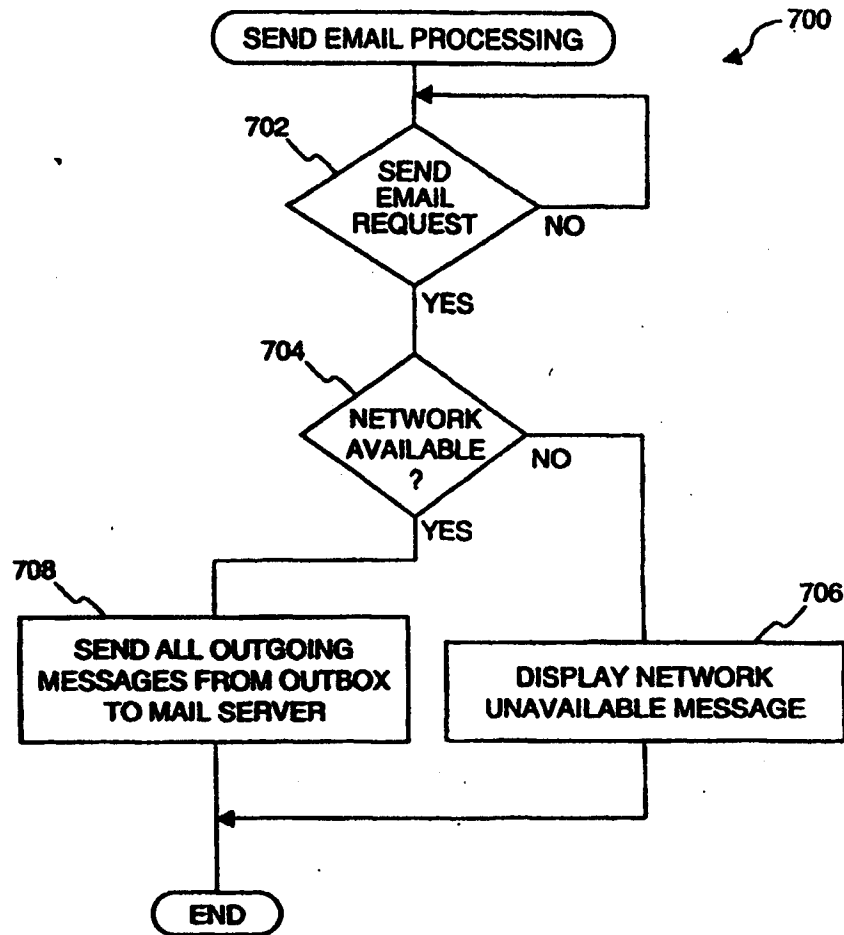 SEND EMAIL PROCESSING
700
702
SEND
EMAIL
REQUEST
NO
YES
704
NETWORK
AVAILABLE
?
NO
YES
708
SEND ALL OUTGOING
MESSAGES FROM OUTBOX
TO MAIL SERVER
706
DISPLAY NETWORK
UNAVAILABLE MESSAGE
END